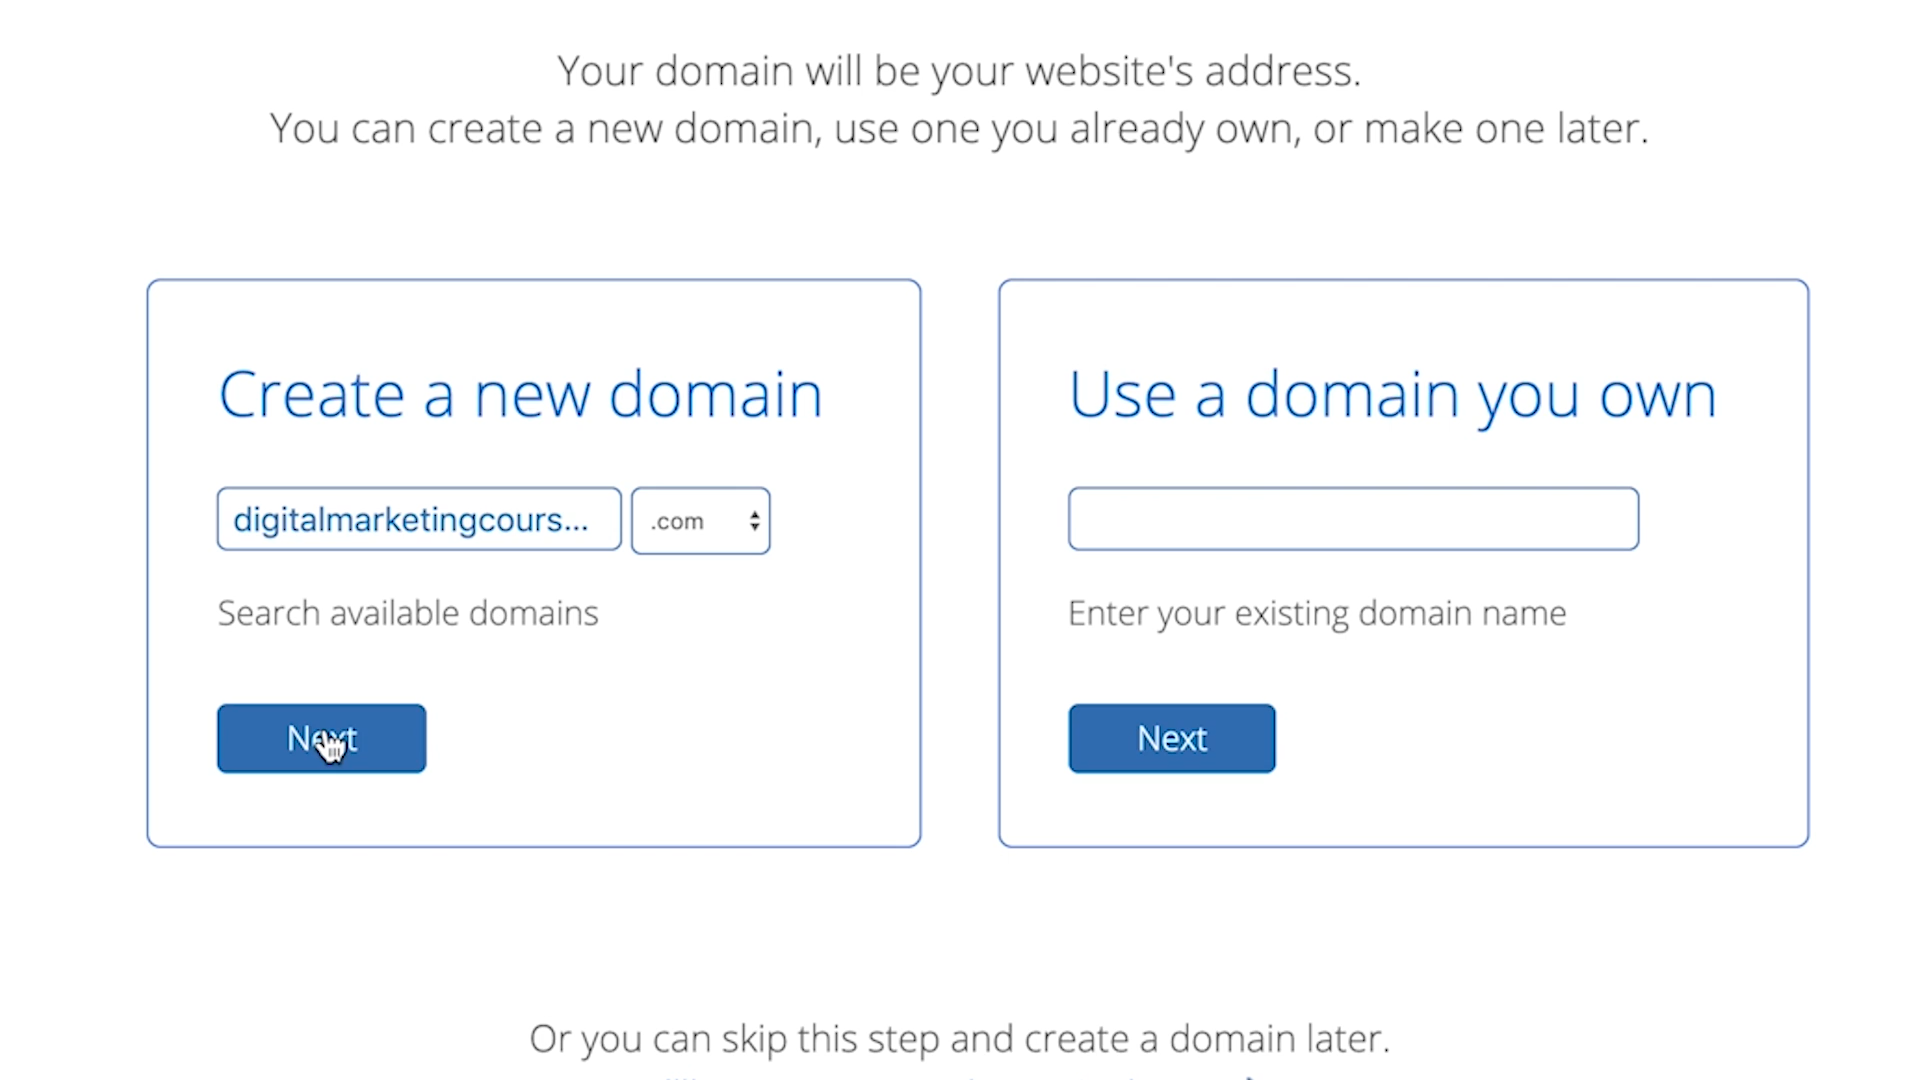 Your domain will be your website's address.
You can create a new domain, use one you already own, or make one later.
Create a new domain
digitalmarketingcours...
.com
Search available domains
Next
Use a domain you own
Enter your existing domain name
Next
Or you can skip this step and create a domain later.